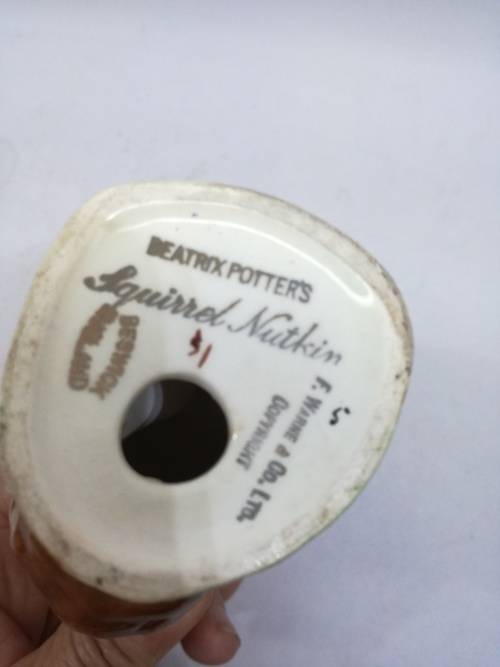 BEATRIX POTTER'S
Squirrel Nutkin
BESWICK
ENGLAND
F. WARNE & CO. LTD.
COPYRIGHT